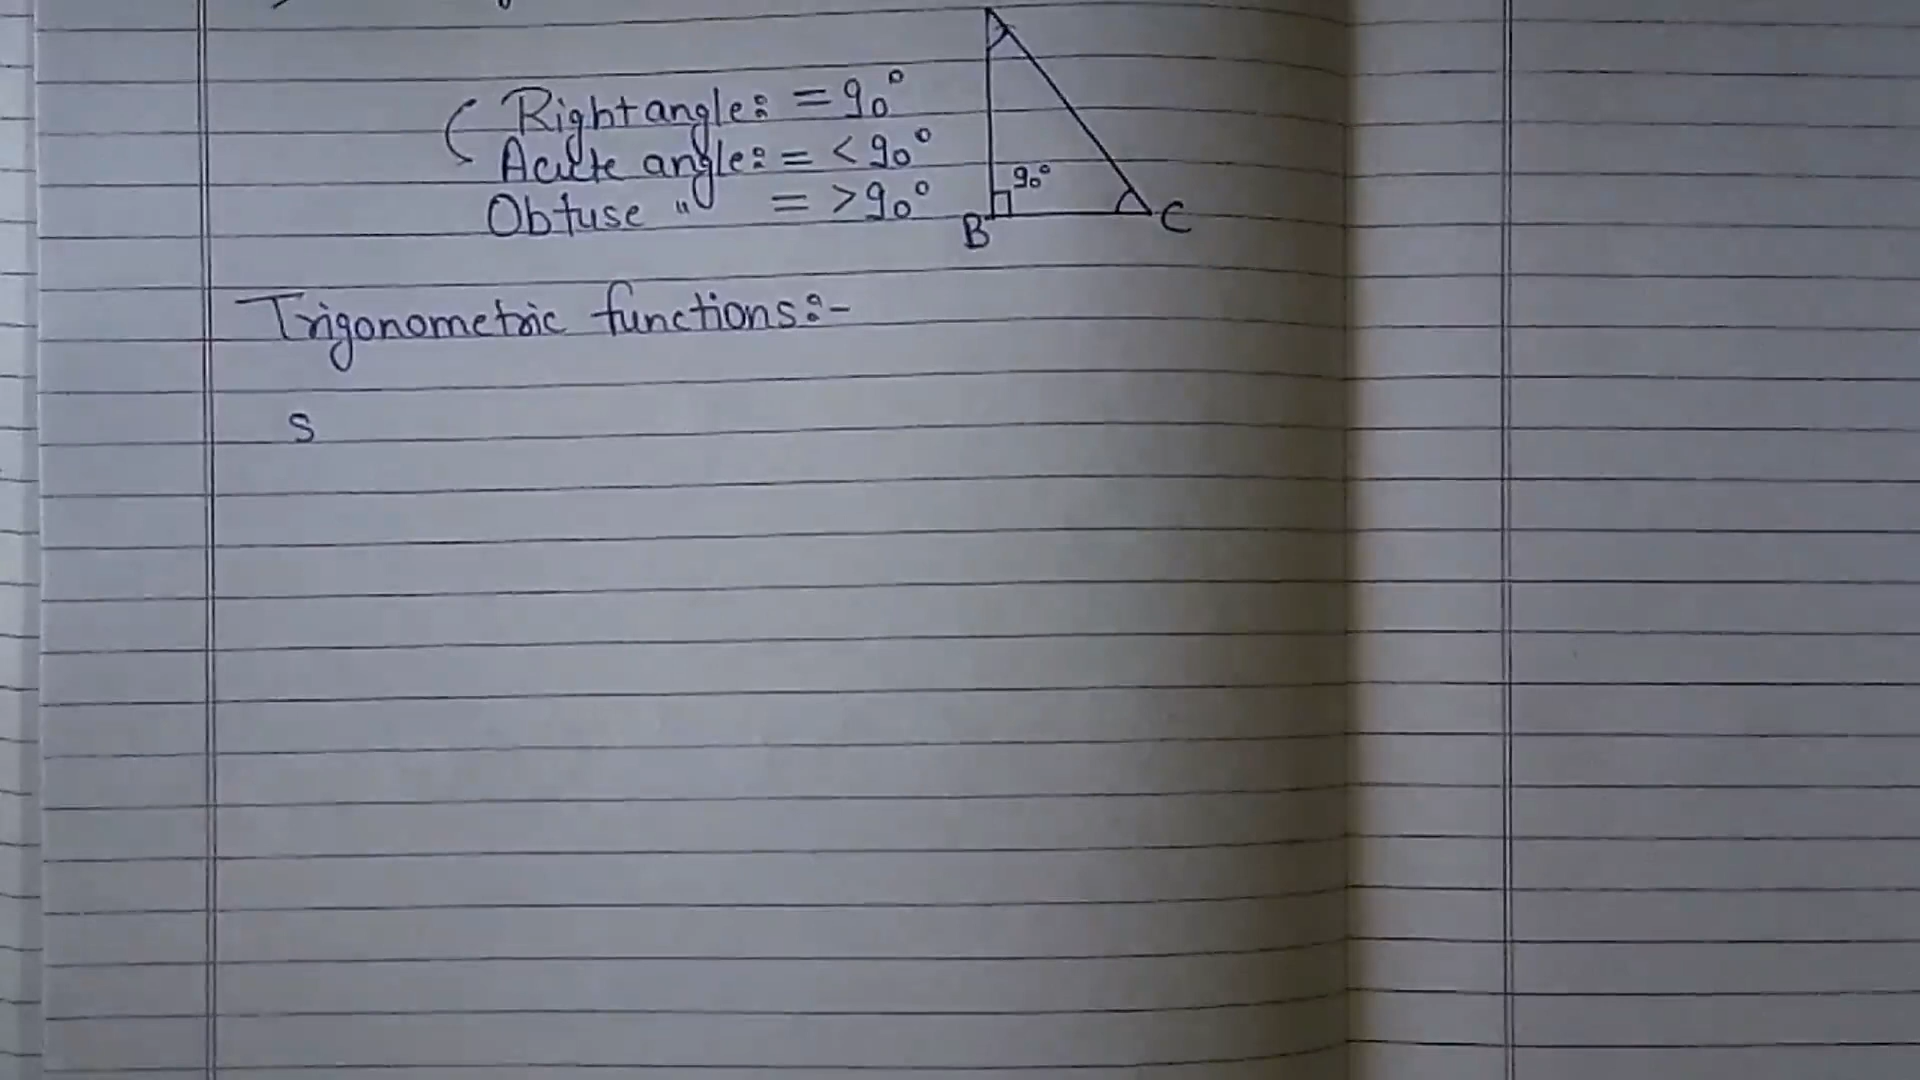 Right angle: = 90°
Acute angle: = < 90°
Obtuse " = > 90°
90°
B
C
Trigonometric functions:-
s